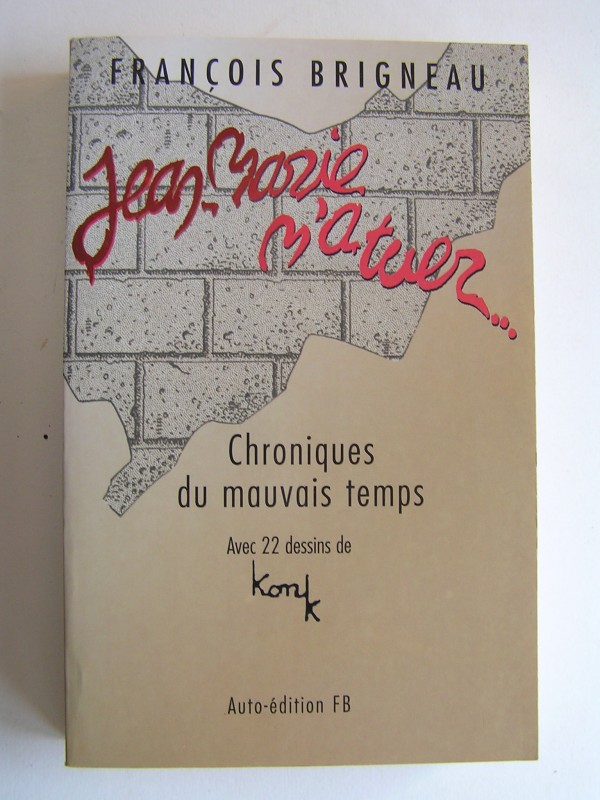 FRANÇOIS BRIGNEAU
Jean-Marie
m'a tuer...
Chroniques
du mauvais temps
Avec 22 dessins de
Konk
Auto-édition FB